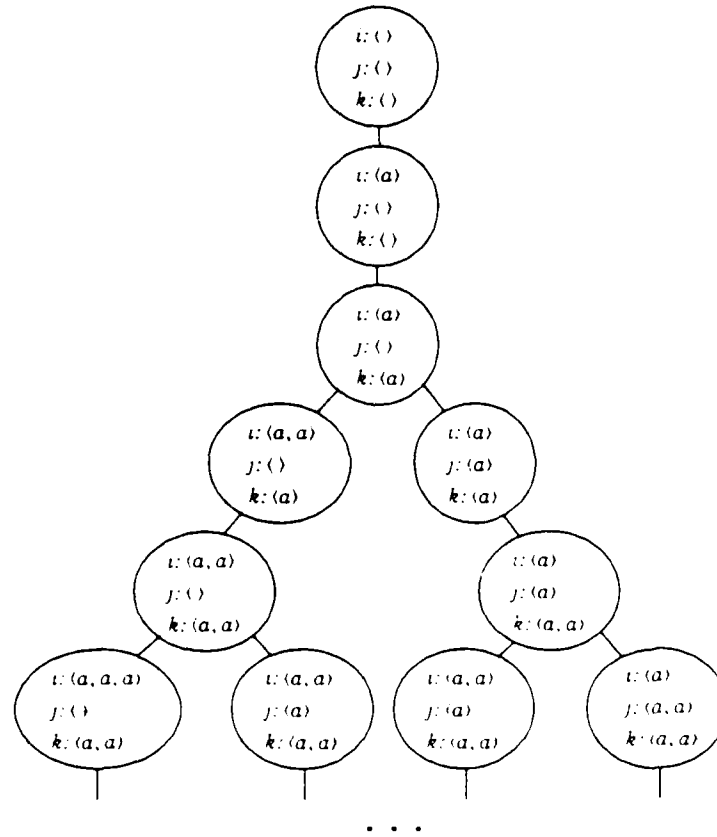 i: ⟨ ⟩
j: ⟨ ⟩
k: ⟨ ⟩
i: ⟨a⟩
j: ⟨ ⟩
k: ⟨ ⟩
i: ⟨a⟩
j: ⟨ ⟩
k: ⟨a⟩
i: ⟨a, a⟩
j: ⟨ ⟩
k: ⟨a⟩
i: ⟨a⟩
j: ⟨a⟩
k: ⟨a⟩
i: ⟨a, a⟩
j: ⟨ ⟩
k: ⟨a, a⟩
i: ⟨a⟩
j: ⟨a⟩
k: ⟨a, a⟩
i: ⟨a, a, a⟩
j: ⟨ ⟩
k: ⟨a, a⟩
i: ⟨a, a⟩
j: ⟨a⟩
k: ⟨a, a⟩
i: ⟨a, a⟩
j: ⟨a⟩
k: ⟨a, a⟩
i: ⟨a⟩
j: ⟨a, a⟩
k: ⟨a, a⟩
. . .